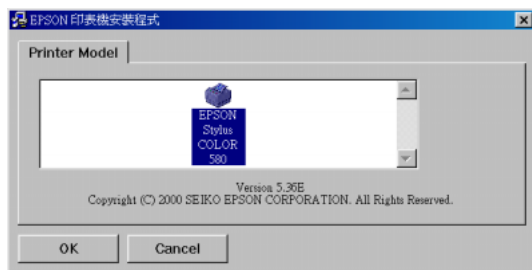 EPSON 印表機安裝程式
Printer Model
EPSON
Stylus
COLOR
580
Version 5.36E
Copyright (C) 2000 SEIKO EPSON CORPORATION. All Rights Reserved.
OK Cancel